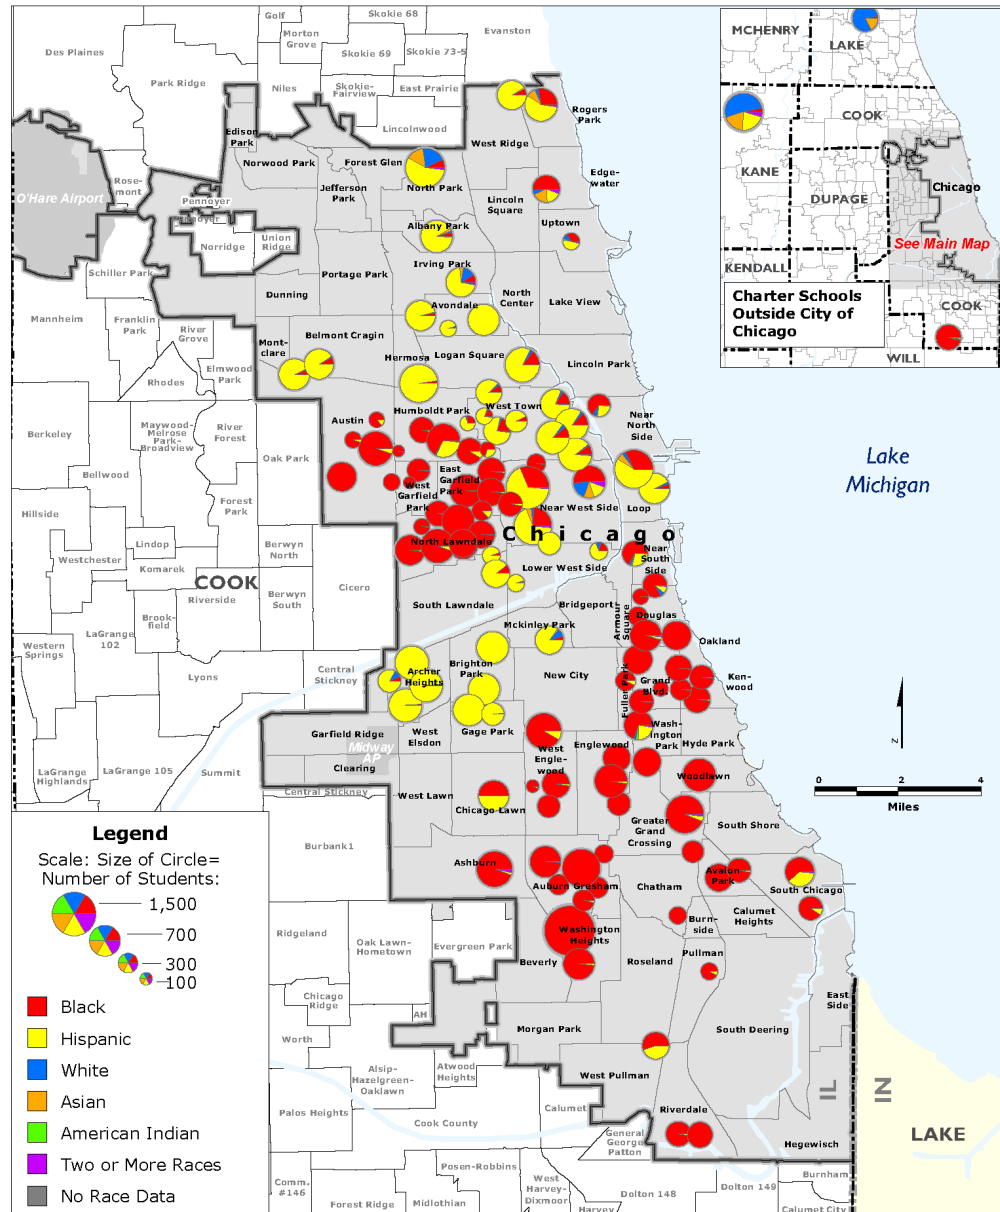 Golf
Skokie 68
Morton
Grove
Evanston
Des Plaines
Skokie 69
Skokie 73-5
Park Ridge
Niles
Skokie-
Fairview
East Prairie
Lincolnwood
Rogers
Park
Edison
Park
West Ridge
Norwood Park
Forest Glen
North Park
Edge-
water
Rose-
mont
O'Hare Airport
Jefferson
Park
Lincoln
Square
Pennoyer
Norridge
Union
Ridge
Albany Park
Uptown
Schiller Park
Portage Park
Irving Park
Dunning
North
Center
Lake View
Mannheim
Franklin
Park
River
Grove
Avondale
Belmont Cragin
Mont-
clare
Hermosa
Logan Square
Lincoln Park
Elmwood
Park
Rhodes
Humboldt Park
West Town
Austin
Near
North
Side
Berkeley
Maywood-
Melrose
Park-
Broadview
River
Forest
Oak Park
Bellwood
East
Garfield
Park
West
Garfield
Park
Near West Side
Loop
Hillside
Forest
Park
North Lawndale
Chicago
Lindop
Berwyn
North
Westchester
Komarek
Cicero
Lower West Side
Near
South
Side
COOK
Riverside
Berwyn
South
South Lawndale
Bridgeport
Armour
Square
Douglas
Brook-
field
LaGrange
102
Western
Springs
Mckinley Park
Oakland
Lyons
Central
Stickney
Archer
Heights
Brighton
Park
New City
Fuller Park
Grand
Blvd.
Ken-
wood
Garfield Ridge
West
Elsdon
Gage Park
Wash-
ington
Park
Hyde Park
Midway
AP
Clearing
West
Engle-
wood
Englewood
LaGrange
Highlands
LaGrange 105
Summit
Central Stickney
West Lawn
Chicago Lawn
Woodlawn
Greater
Grand
Crossing
South Shore
Burbank1
Ashburn
Auburn Gresham
Chatham
Avalon
Park
South Chicago
Calumet
Heights
Burn-
side
Ridgeland
Oak Lawn-
Hometown
Evergreen Park
Washington
Heights
Beverly
Roseland
Pullman
Chicago
Ridge
AH
East
Side
Worth
Morgan Park
South Deering
Alsip-
Hazelgreen-
Oaklawn
Atwood
Heights
West Pullman
Palos Heights
Cook County
Calumet
Riverdale
General
George
Patton
Hegewisch
IL
IN
LAKE
Comm.
#146
Posen-Robbins
West
Harvey-
Dixmoor
Forest Ridge
Midlothian
Harvey
Dolton 148
Dolton 149
Burnham
Calumet City
MCHENRY
LAKE
COOK
KANE
DUPAGE
Chicago
See Main Map
KENDALL
COOK
WILL
Charter Schools
Outside City of
Chicago
Lake
Michigan
z
0
2
4
Miles
Legend
Scale: Size of Circle=
Number of Students:
1,500
700
300
100
Black
Hispanic
White
Asian
American Indian
Two or More Races
No Race Data